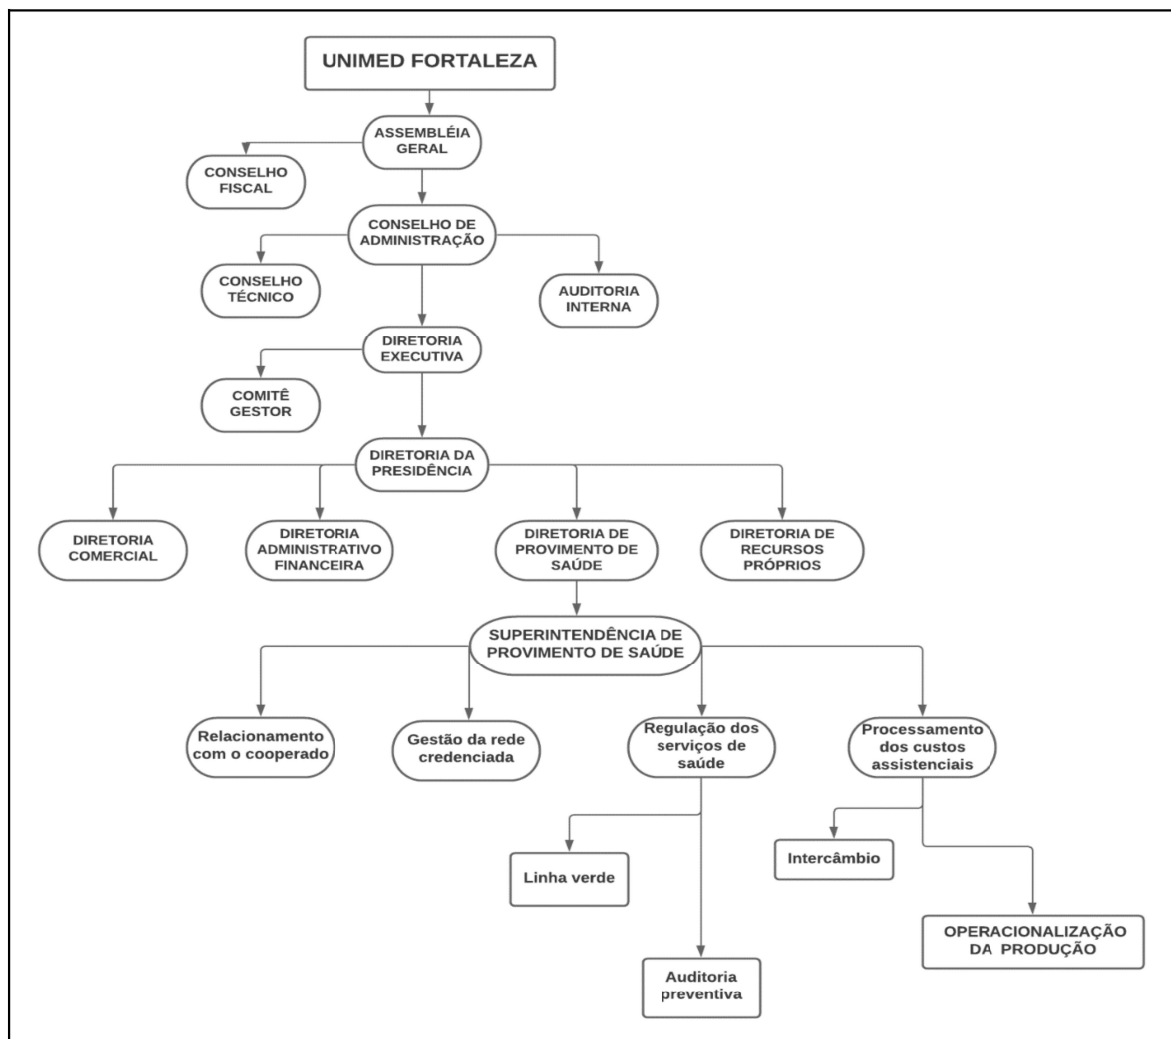 UNIMED FORTALEZA
ASSEMBLÉIA
GERAL
CONSELHO
FISCAL
CONSELHO DE
ADMINISTRAÇÃO
CONSELHO
TÉCNICO
AUDITORIA
INTERNA
DIRETORIA
EXECUTIVA
COMITÊ
GESTOR
DIRETORIA DA
PRESIDÊNCIA
DIRETORIA
COMERCIAL
DIRETORIA
ADMINISTRATIVO
FINANCEIRA
DIRETORIA DE
PROVIMENTO DE
SAÚDE
DIRETORIA DE
RECURSOS
PRÓPRIOS
SUPERINTENDÊNCIA DE
PROVIMENTO DE SAÚDE
Relacionamento
com o cooperado
Gestão da rede
credenciada
Regulação dos
serviços de
saúde
Processamento
dos custos
assistenciais
Linha verde
Intercâmbio
Auditoria
preventiva
OPERACIONALIZAÇÃO
DA PRODUÇÃO